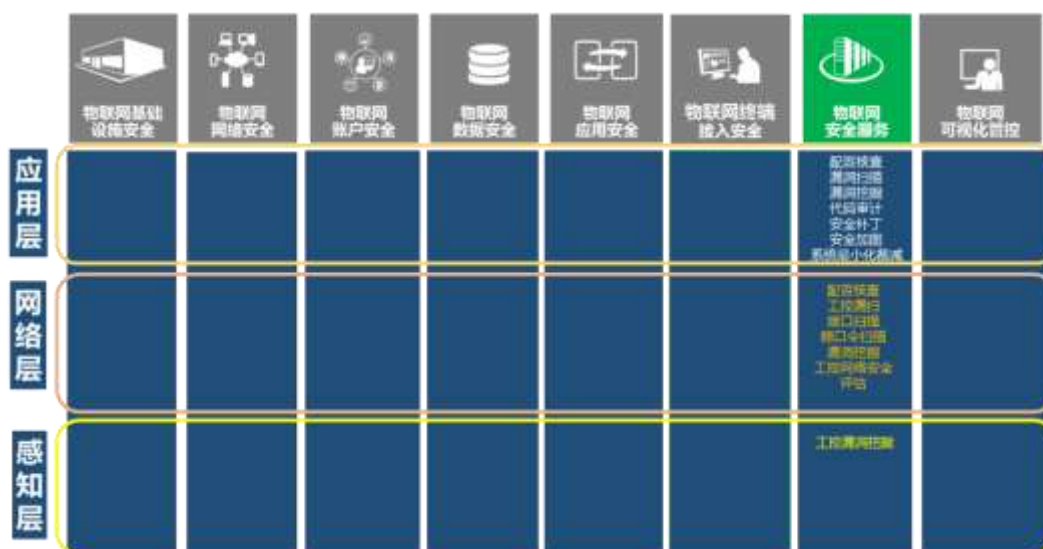 物联网基础
设施安全
物联网
网络安全
物联网
账户安全
物联网
数据安全
物联网
应用安全
物联网终端
接入安全
物联网
安全服务
物联网
可视化管控
应用层
配置核查
漏洞扫描
漏洞挖掘
代码审计
安全补丁
安全加固
系统最小化裁减
网络层
配置核查
工控漏扫
端口扫描
弱口令扫描
漏洞挖掘
工控网络安全
评估
感知层
工控漏洞挖掘